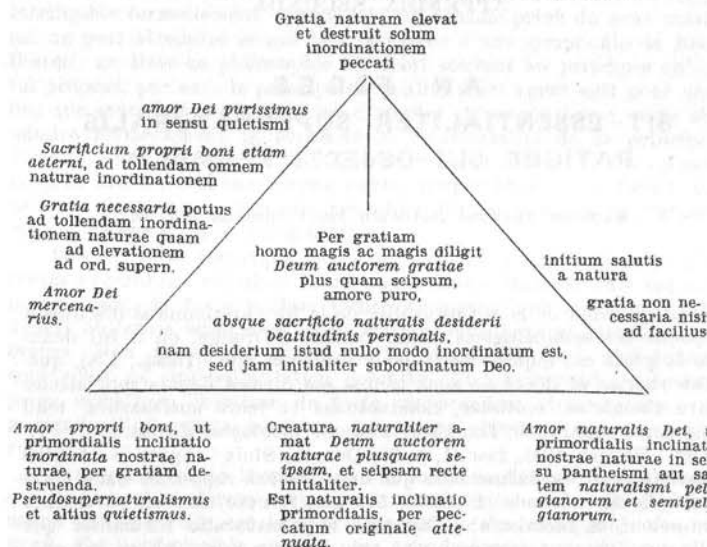 Gratia naturam elevat
et destruit solum
inordinationem
peccati
amor Dei purissimus
in sensu quietismi
Sacrificium proprii boni etiam
aeterni, ad tollendam omnem
naturae inordinationem
Gratia necessaria potius
ad tollendam inordina-
tionem naturae quam
ad elevationem
ad ord. supern.
Amor Dei
mercena-
rius.
Per gratiam
homo magis ac magis diligit
Deum auctorem gratiae
plus quam seipsum,
amore puro,
absque sacrificio naturalis desiderii
beatitudinis personalis,
nam desiderium istud nullo modo inordinatum est,
sed jam initialiter subordinatum Deo.
initium salutis
a natura
gratia non ne-
cessaria nisi
ad facilius
Amor proprii boni, ut
primordialis inclinatio
inordinata nostrae na-
turae, per gratiam de-
struenda.
Pseudosupernaturalismus
et altius quietismus.
Creatura naturaliter a-
mat Deum auctorem
naturae plusquam se-
ipsam, et seipsam recte
initialiter.
Est naturalis inclinatio
primordialis, per pec-
catum originale atte-
nuata.
Amor naturalis Dei, u
primordialis inclinati
nostrae naturae in se
su pantheismi aut sa
tem naturalismi pel
gianorum et semipel
gianorum.